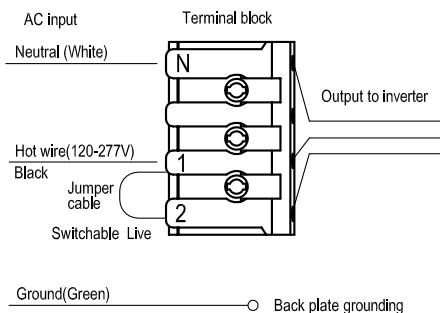 AC input
Terminal block
Neutral (White)
N
Output to inverter
Hot wire(120-277V)
1
Black
Jumper
cable
2
Switchable Live
Ground(Green)
Back plate grounding